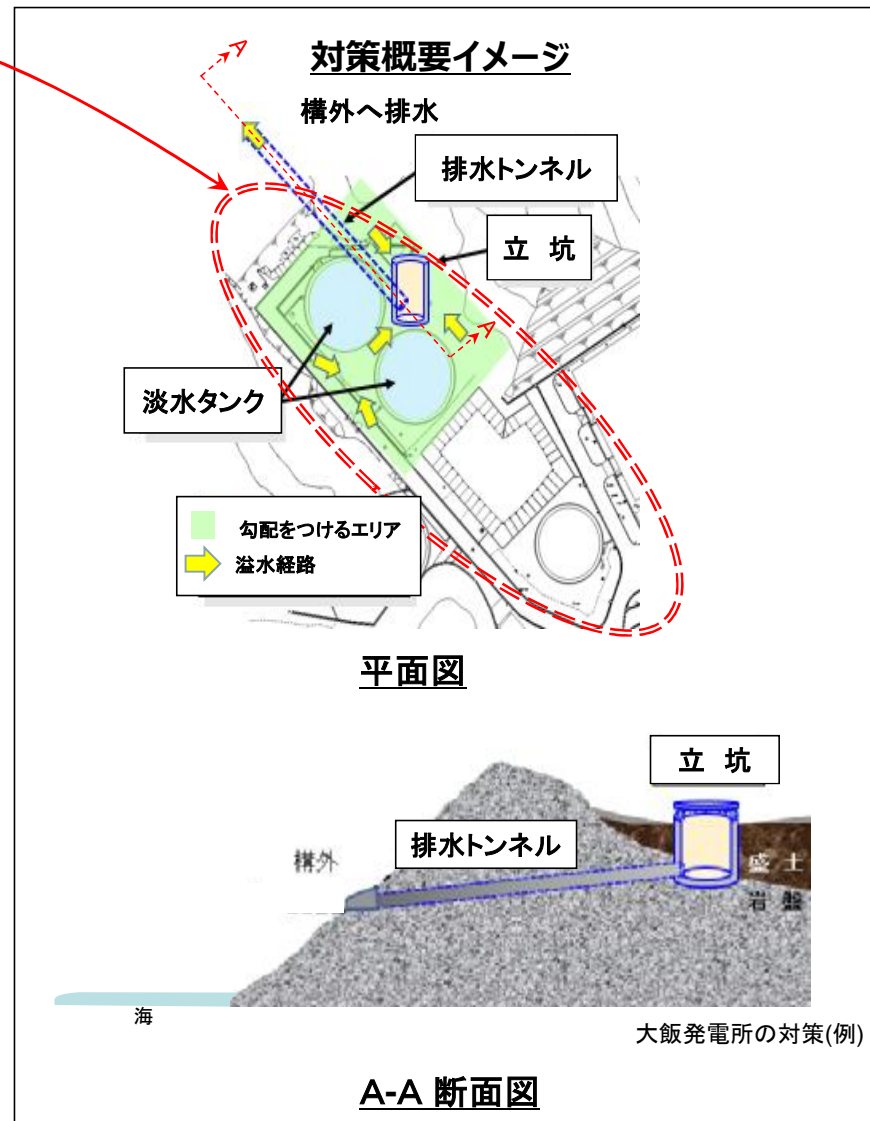 対策概要イメージ
A
構外へ排水
排水トンネル
立 坑
A
淡水タンク
勾配をつけるエリア
溢水経路
平面図
立 坑
排水トンネル
構外
盛 土
岩 盤
海
大飯発電所の対策(例)
A-A 断面図